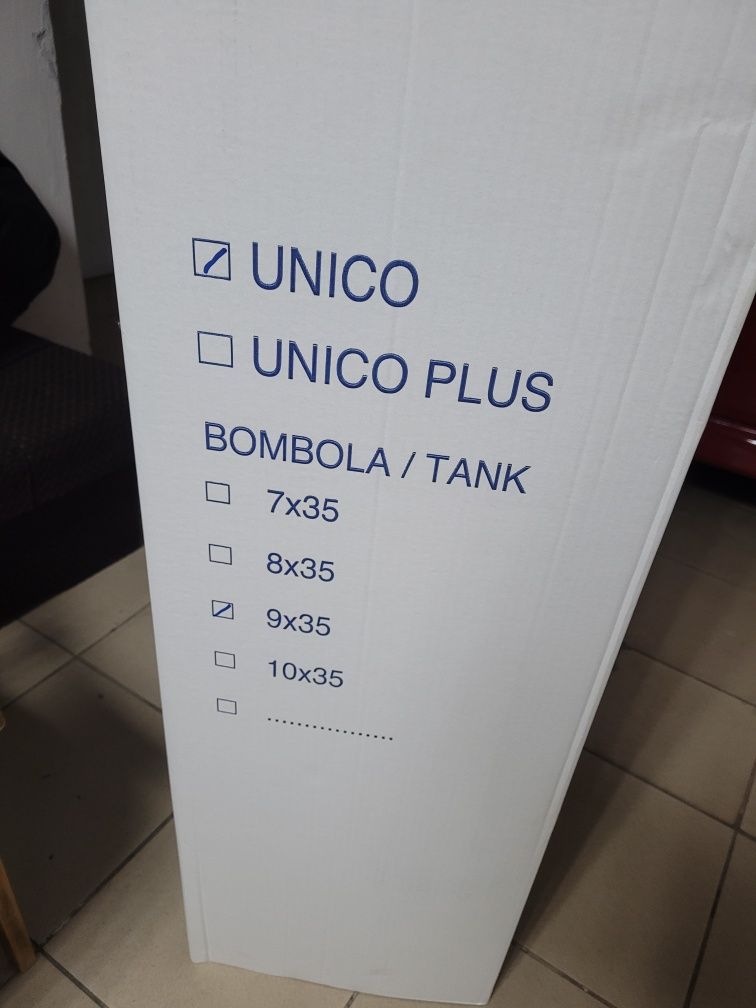 UNICO
UNICO PLUS
BOMBOLA / TANK
7x35
8x35
9x35
10x35
.................